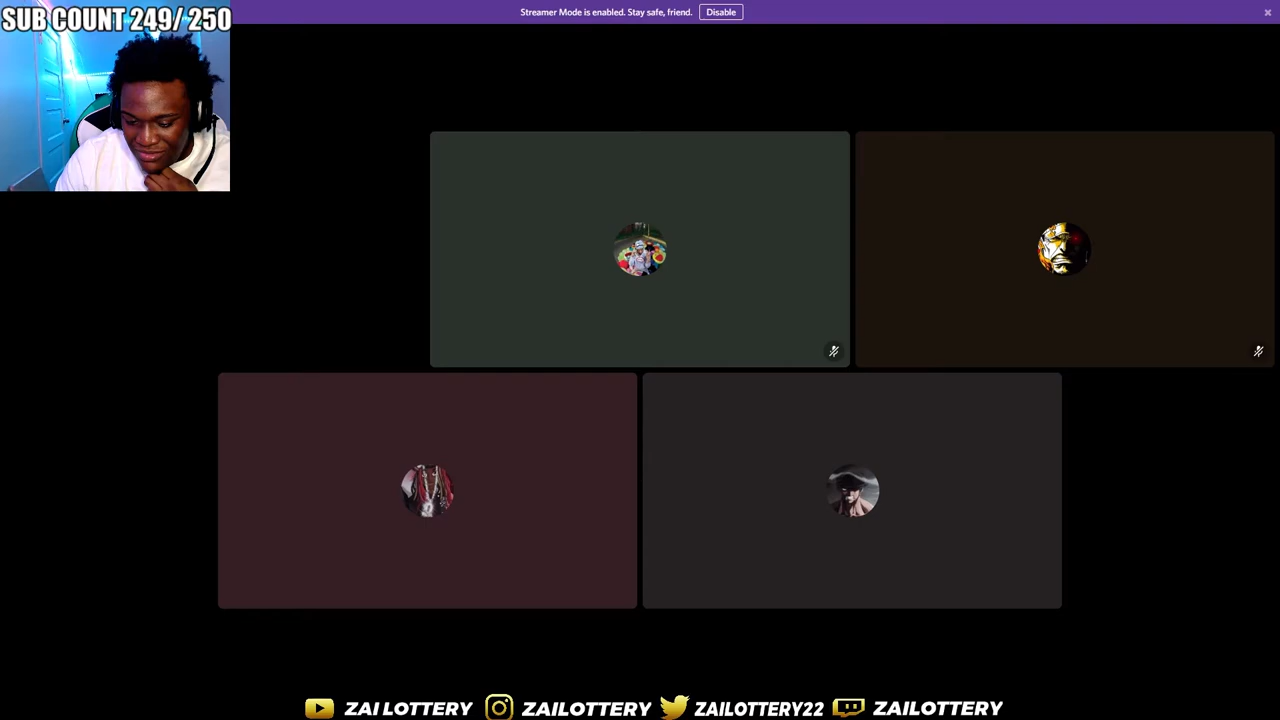 SUB COUNT 249/ 250
Streamer Mode is enabled. Stay safe, friend. Disable
ZAI LOTTERY ZAILOTTERY ZAILOTTERY22 ZAILOTTERY